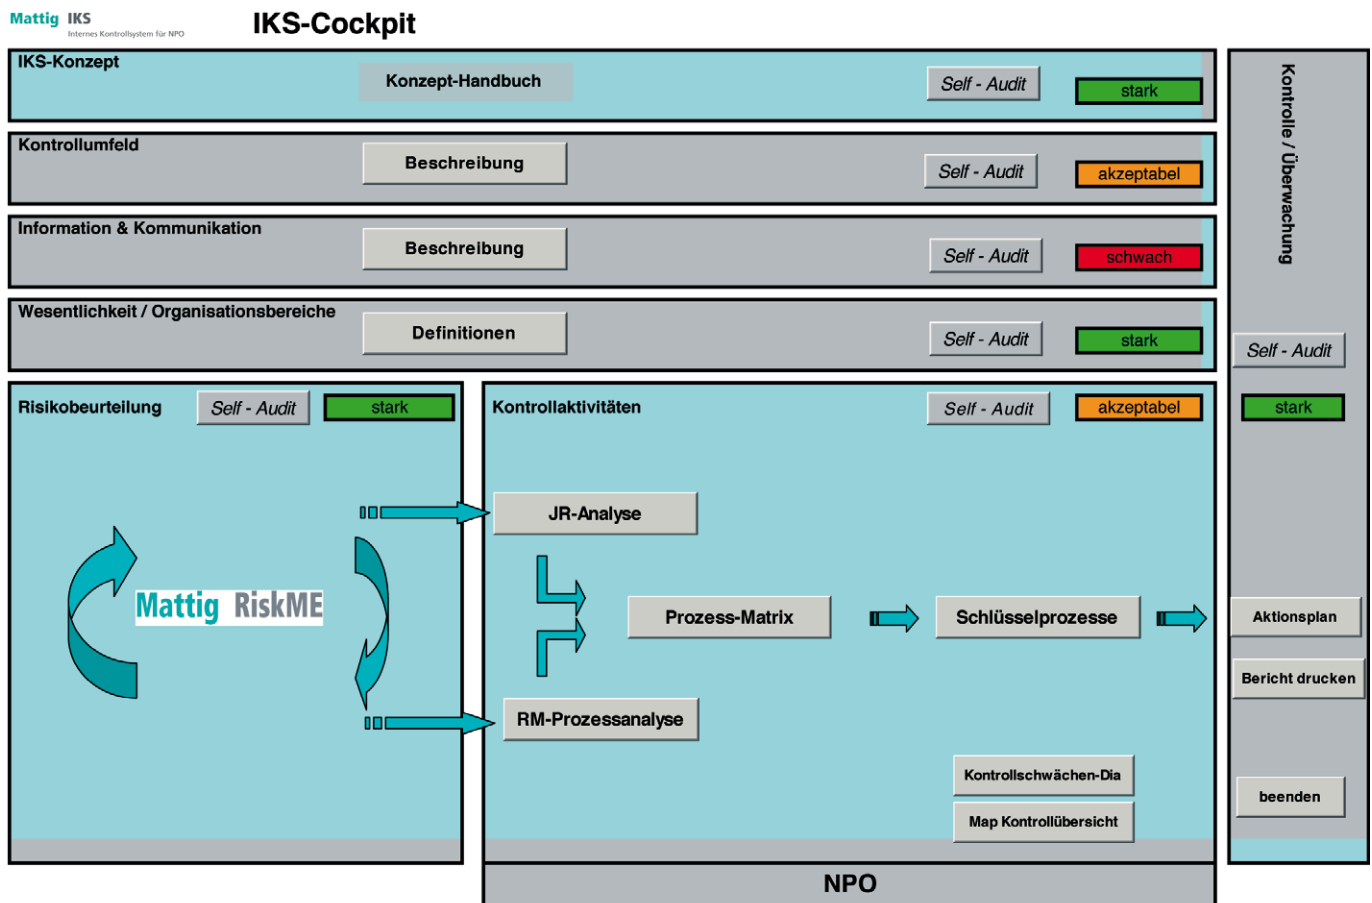 Mattig IKS
Internes Kontrollsystem für NPO
IKS-Cockpit
IKS-Konzept
Konzept-Handbuch
Self - Audit
stark
Kontrollumfeld
Beschreibung
Self - Audit
akzeptabel
Information & Kommunikation
Beschreibung
Self - Audit
schwach
Wesentlichkeit / Organisationsbereiche
Definitionen
Self - Audit
stark
Kontrolle / Überwachung
Self - Audit
stark
Risikobeurteilung
Self - Audit
stark
Mattig RiskME
Kontrollaktivitäten
Self - Audit
akzeptabel
JR-Analyse
Prozess-Matrix
Schlüsselprozesse
RM-Prozessanalyse
Kontrollschwächen-Dia
Map Kontrollübersicht
Aktionsplan
Bericht drucken
beenden
NPO